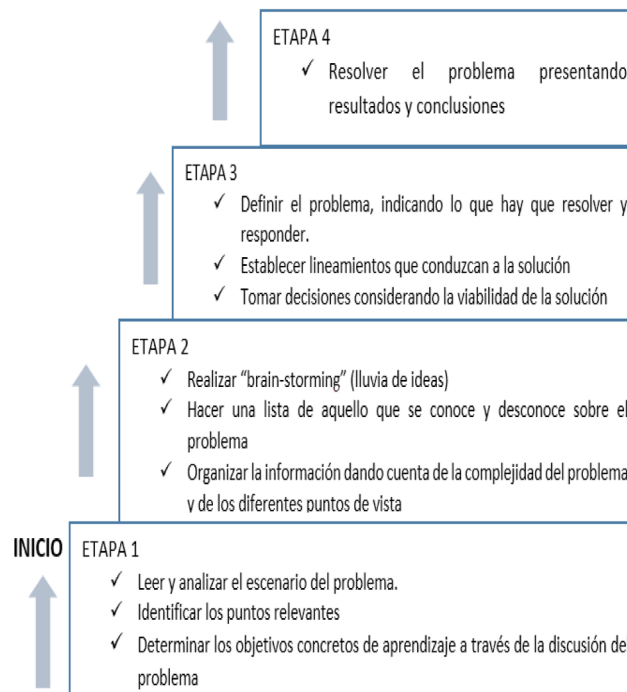 ETAPA 4
✓ Resolver el problema presentando
resultados y conclusiones
ETAPA 3
✓ Definir el problema, indicando lo que hay que resolver y
responder.
✓ Establecer lineamientos que conduzcan a la solución
✓ Tomar decisiones considerando la viabilidad de la solución
ETAPA 2
✓ Realizar “brain-storming” (lluvia de ideas)
✓ Hacer una lista de aquello que se conoce y desconoce sobre el
problema
✓ Organizar la información dando cuenta de la complejidad del problema
y de los diferentes puntos de vista
INICIO
ETAPA 1
✓ Leer y analizar el escenario del problema.
✓ Identificar los puntos relevantes
✓ Determinar los objetivos concretos de aprendizaje a través de la discusión de
problema